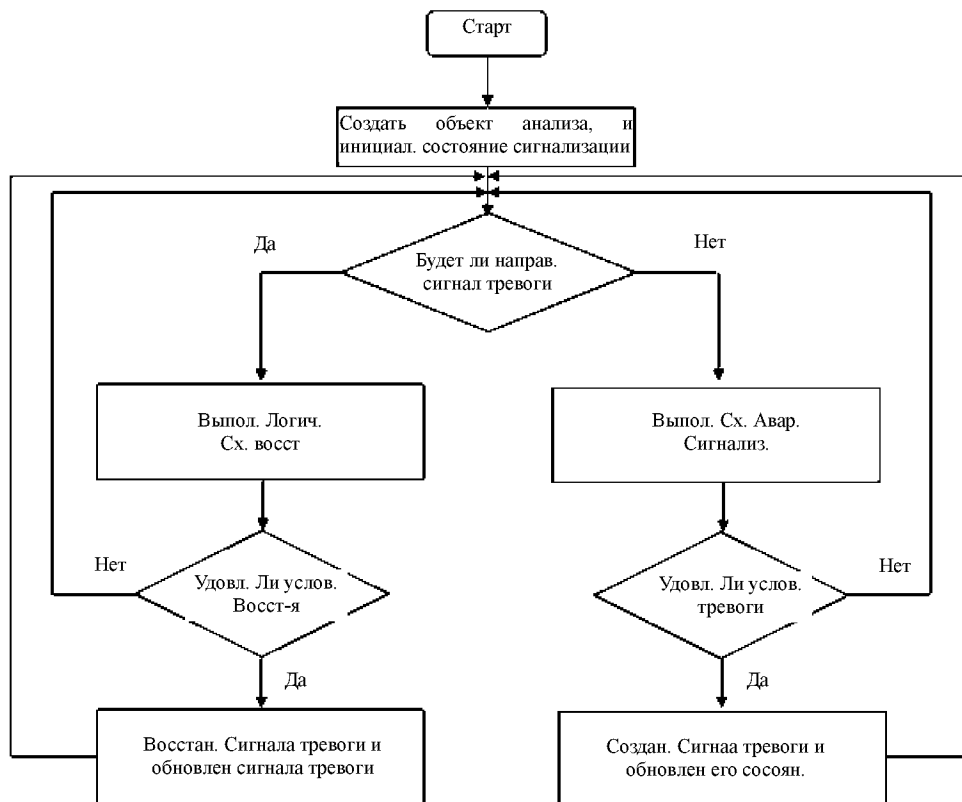 Старт
Создать объект анализа, и
инициал. состояние сигнализации
Да
Нет
Будет ли направ.
сигнал тревоги
Выпол. Логич.
Сх. восст
Выпол. Сх. Авар.
Сигнализ.
Нет
Удовл. Ли услов.
Восст-я
Удовл. Ли услов.
тревоги
Нет
Да
Да
Восстан. Сигнала тревоги и
обновлен сигнала тревоги
Создан. Сигнаа тревоги и
обновлен его сосоян.